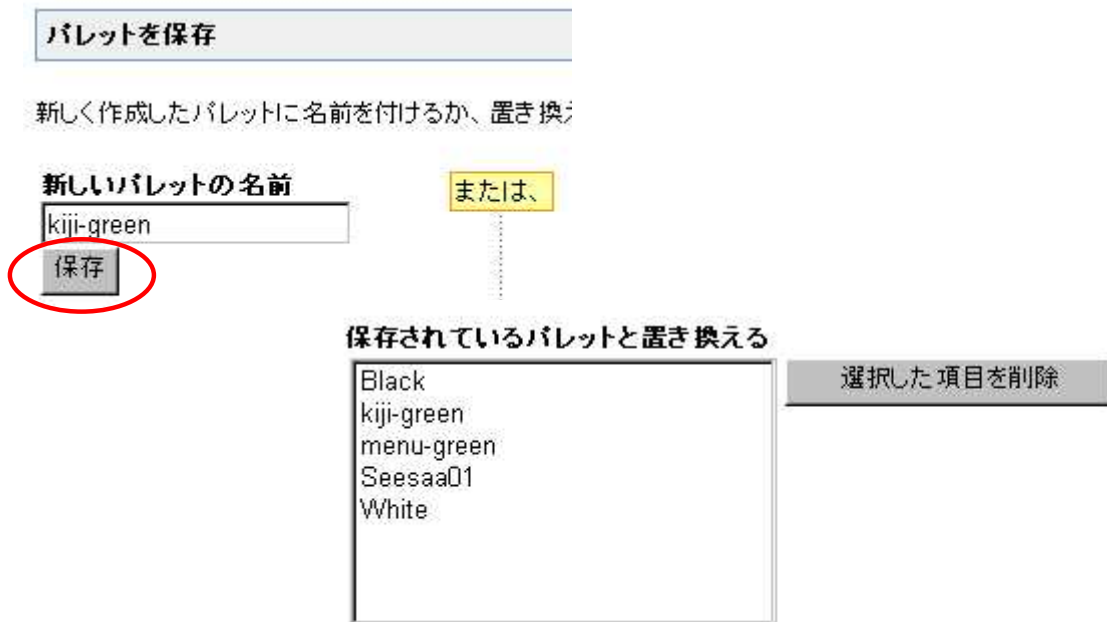 パレットを保存
新しく作成したパレットに名前を付けるか、置き換
新しいパレットの名前
または、
kiji-green
保存
保存されているパレットと置き換える
Black
選択した項目を削除
kiji-green
menu-green
Seesaa01
White